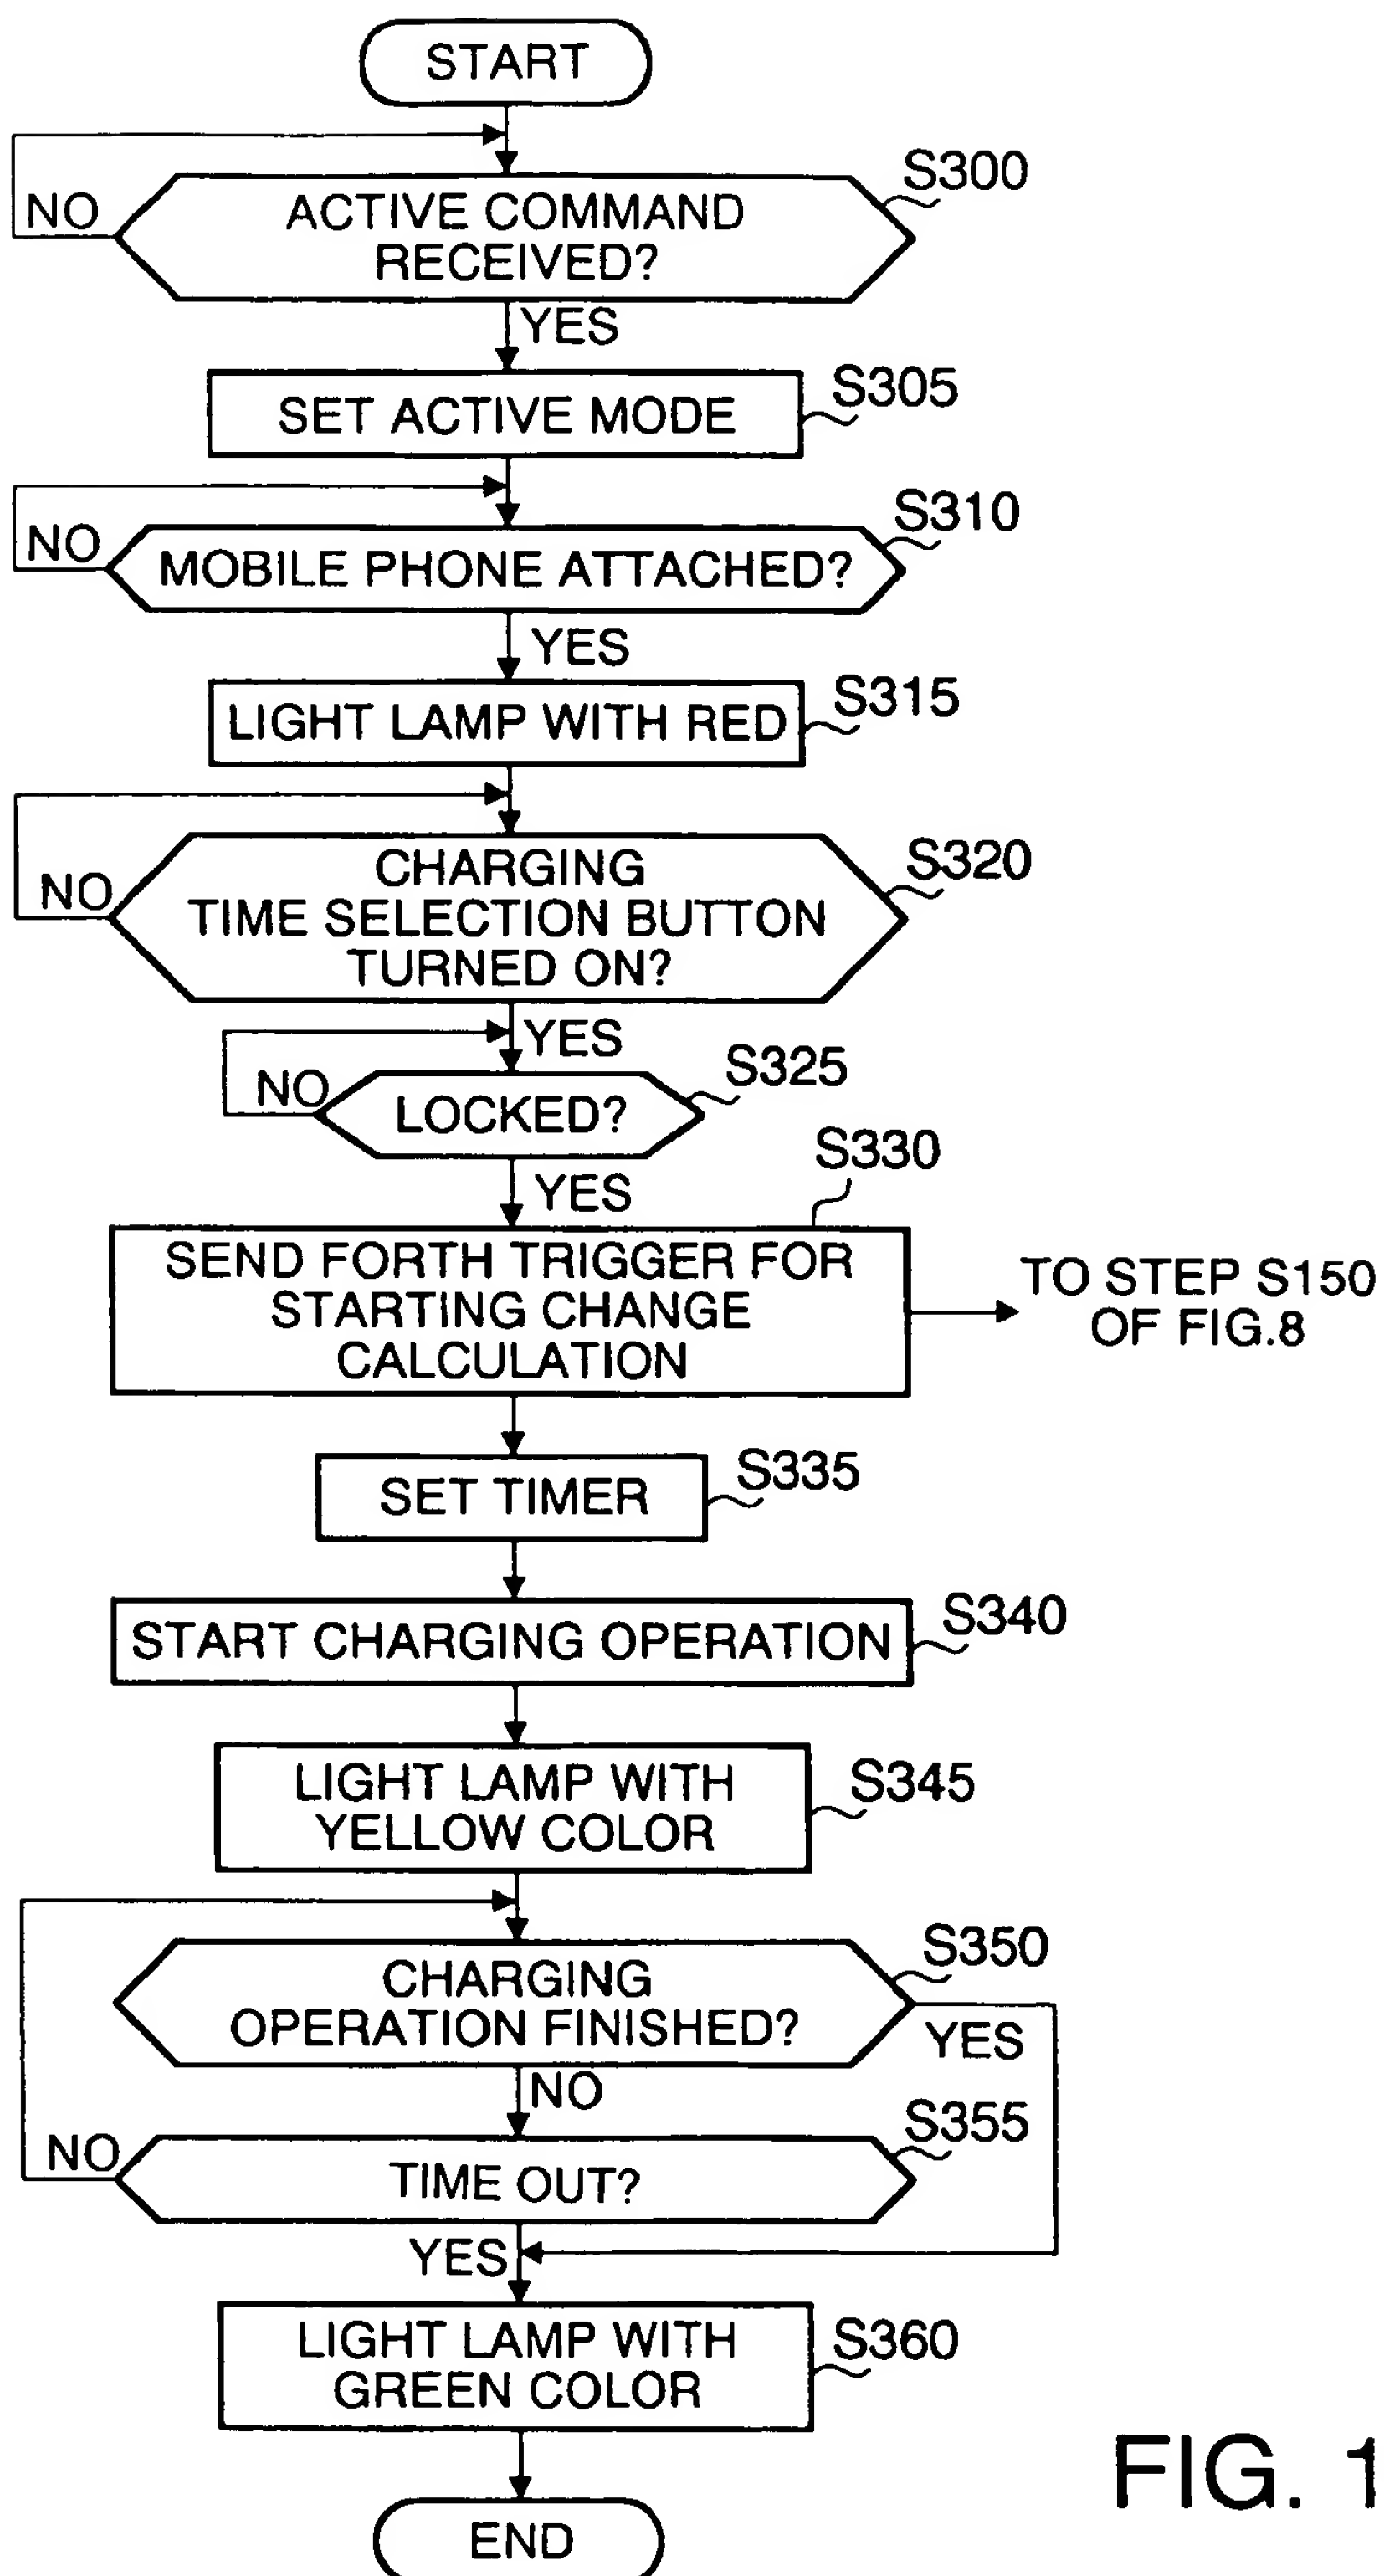 START
S300
NO
ACTIVE COMMAND
RECEIVED?
YES
SET ACTIVE MODE
S305
S310
NO
MOBILE PHONE ATTACHED?
YES
LIGHT LAMP WITH RED
S315
S320
NO
CHARGING
TIME SELECTION BUTTON
TURNED ON?
YES
S325
NO
LOCKED?
YES
S330
SEND FORTH TRIGGER FOR
STARTING CHANGE
CALCULATION
TO STEP S150
OF FIG.8
SET TIMER
S335
START CHARGING OPERATION
S340
LIGHT LAMP WITH
YELLOW COLOR
S345
S350
CHARGING
OPERATION FINISHED?
YES
NO
S355
NO
TIME OUT?
YES
LIGHT LAMP WITH
GREEN COLOR
S360
FIG. 1
END